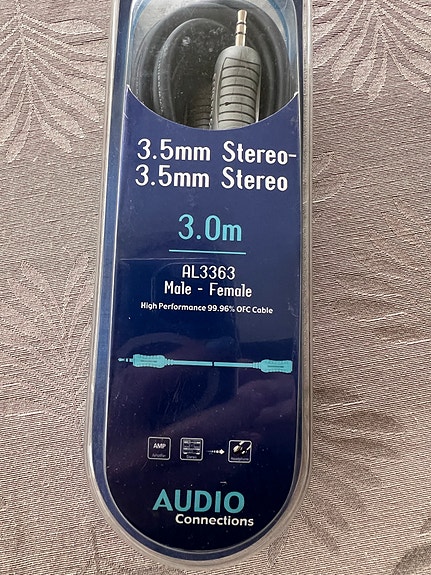 3.5mm Stereo-
3.5mm Stereo
3.0m
AL3363
Male - Female
High Performance 99.96% OFC Cable
AMP
AUDIO
Connections